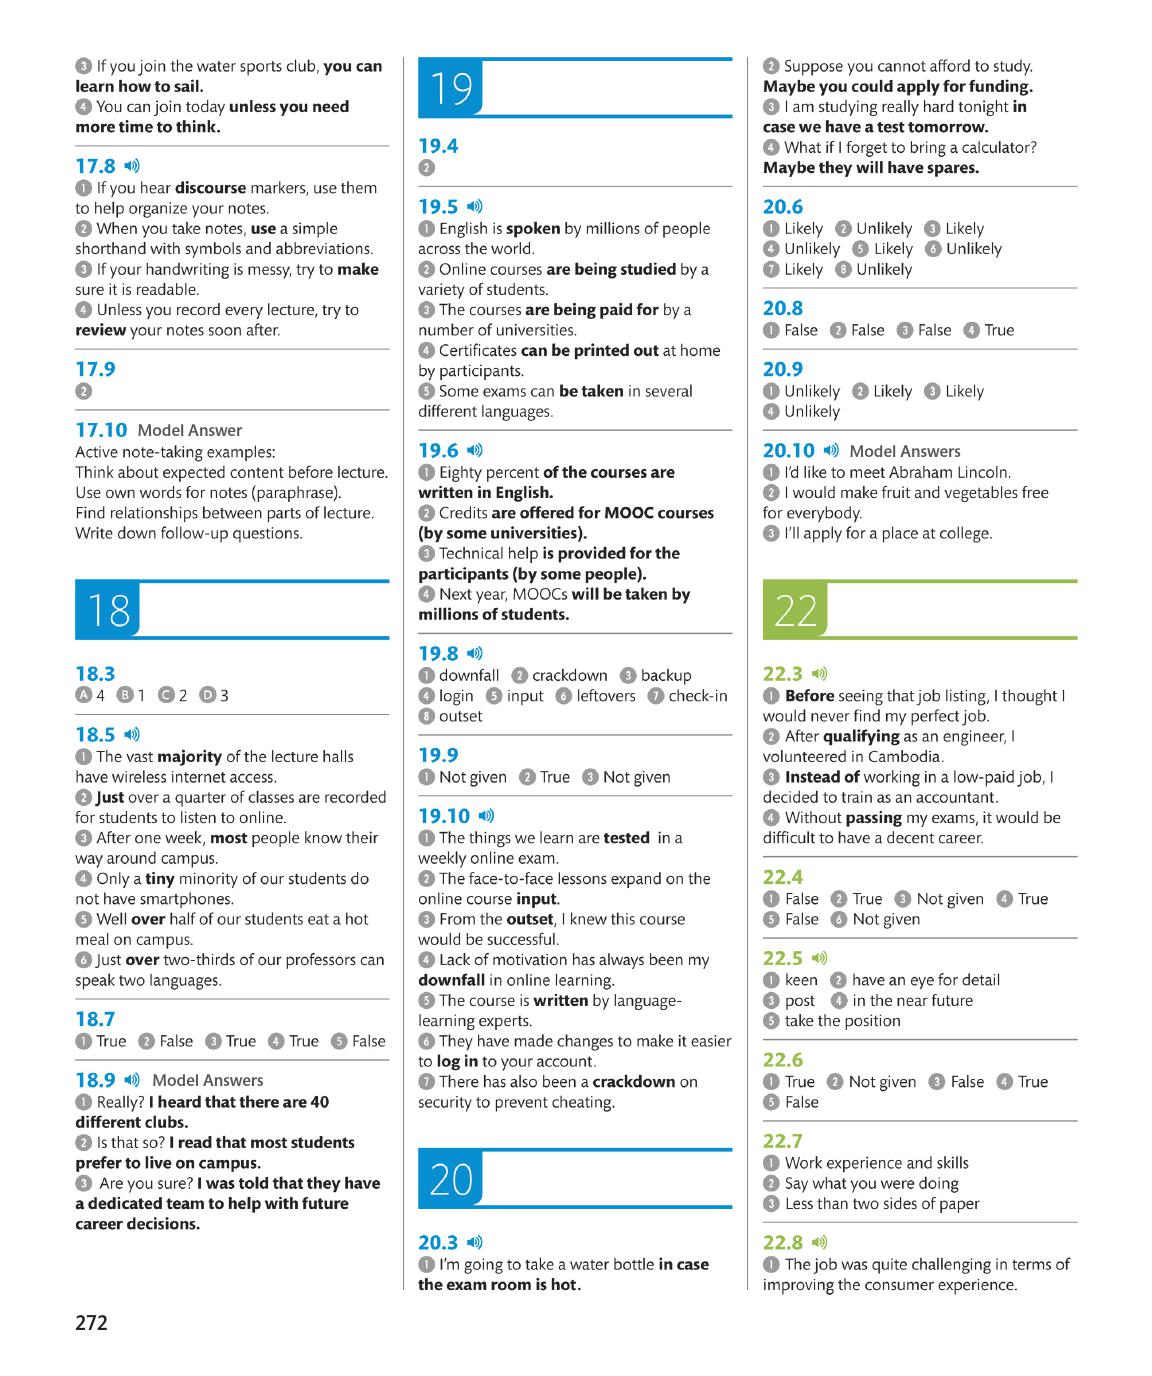 3 If you join the water sports club, you can
learn how to sail.
4 You can join today unless you need
more time to think.
17.8
1 If you hear discourse markers, use them
to help organize your notes.
2 When you take notes, use a simple
shorthand with symbols and abbreviations.
3 If your handwriting is messy, try to make
sure it is readable.
4 Unless you record every lecture, try to
review your notes soon after.
17.9
2
17.10 Model Answer
Active note-taking examples:
Think about expected content before lecture.
Use own words for notes (paraphrase).
Find relationships between parts of lecture.
Write down follow-up questions.
18
18.3
A 4 B 1 C 2 D 3
18.5
1 The vast majority of the lecture halls
have wireless internet access.
2 Just over a quarter of classes are recorded
for students to listen to online.
3 After one week, most people know their
way around campus.
4 Only a tiny minority of our students do
not have smartphones.
5 Well over half of our students eat a hot
meal on campus.
6 Just over two-thirds of our professors can
speak two languages.
18.7
1 True 2 False 3 True 4 True 5 False
18.9 Model Answers
1 Really? I heard that there are 40
different clubs.
2 Is that so? I read that most students
prefer to live on campus.
3 Are you sure? I was told that they have
a dedicated team to help with future
career decisions.
19
19.4
2
19.5
1 English is spoken by millions of people
across the world.
2 Online courses are being studied by a
variety of students.
3 The courses are being paid for by a
number of universities.
4 Certificates can be printed out at home
by participants.
5 Some exams can be taken in several
different languages.
19.6
1 Eighty percent of the courses are
written in English.
2 Credits are offered for MOOC courses
(by some universities).
3 Technical help is provided for the
participants (by some people).
4 Next year, MOOCs will be taken by
millions of students.
19.8
1 downfall 2 crackdown 3 backup
4 login 5 input 6 leftovers 7 check-in
8 outset
19.9
1 Not given 2 True 3 Not given
19.10
1 The things we learn are tested in a
weekly online exam.
2 The face-to-face lessons expand on the
online course input.
3 From the outset, I knew this course
would be successful.
4 Lack of motivation has always been my
downfall in online learning.
5 The course is written by language-
learning experts.
6 They have made changes to make it easier
to log in to your account.
7 There has also been a crackdown on
security to prevent cheating.
20
20.3
1 I'm going to take a water bottle in case
the exam room is hot.
2 Suppose you cannot afford to study.
Maybe you could apply for funding.
3 I am studying really hard tonight in
case we have a test tomorrow.
4 What if I forget to bring a calculator?
Maybe they will have spares.
20.6
1 Likely 2 Unlikely 3 Likely
4 Unlikely 5 Likely 6 Unlikely
7 Likely 8 Unlikely
20.8
1 False 2 False 3 False 4 True
20.9
1 Unlikely 2 Likely 3 Likely
4 Unlikely
20.10 Model Answers
1 I'd like to meet Abraham Lincoln.
2 I would make fruit and vegetables free
for everybody.
3 I'll apply for a place at college.
22
22.3
1 Before seeing that job listing, I thought I
would never find my perfect job.
2 After qualifying as an engineer, I
volunteered in Cambodia.
3 Instead of working in a low-paid job, I
decided to train as an accountant.
4 Without passing my exams, it would be
difficult to have a decent career.
22.4
1 False 2 True 3 Not given 4 True
5 False 6 Not given
22.5
1 keen 2 have an eye for detail
3 post 4 in the near future
5 take the position
22.6
1 True 2 Not given 3 False 4 True
5 False
22.7
1 Work experience and skills
2 Say what you were doing
3 Less than two sides of paper
22.8
1 The job was quite challenging in terms of
improving the consumer experience.
272